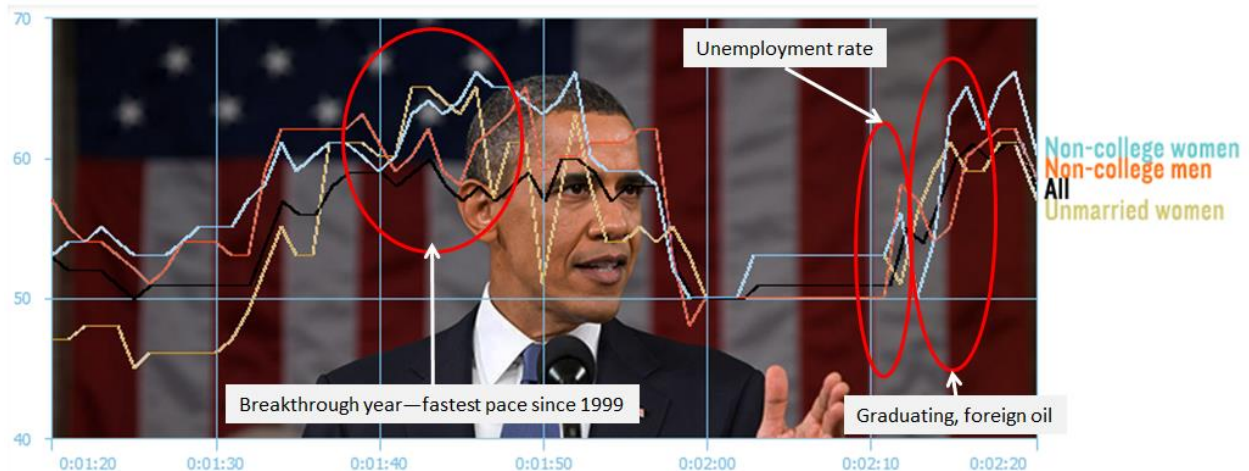 70
Unemployment rate
60
Non-college women
Non-college men
All
Unmarried women
50
Breakthrough year—fastest pace since 1999
Graduating, foreign oil
40
0:01:20 0:01:30 0:01:40 0:01:50 0:02:00 0:02:10 0:02:20